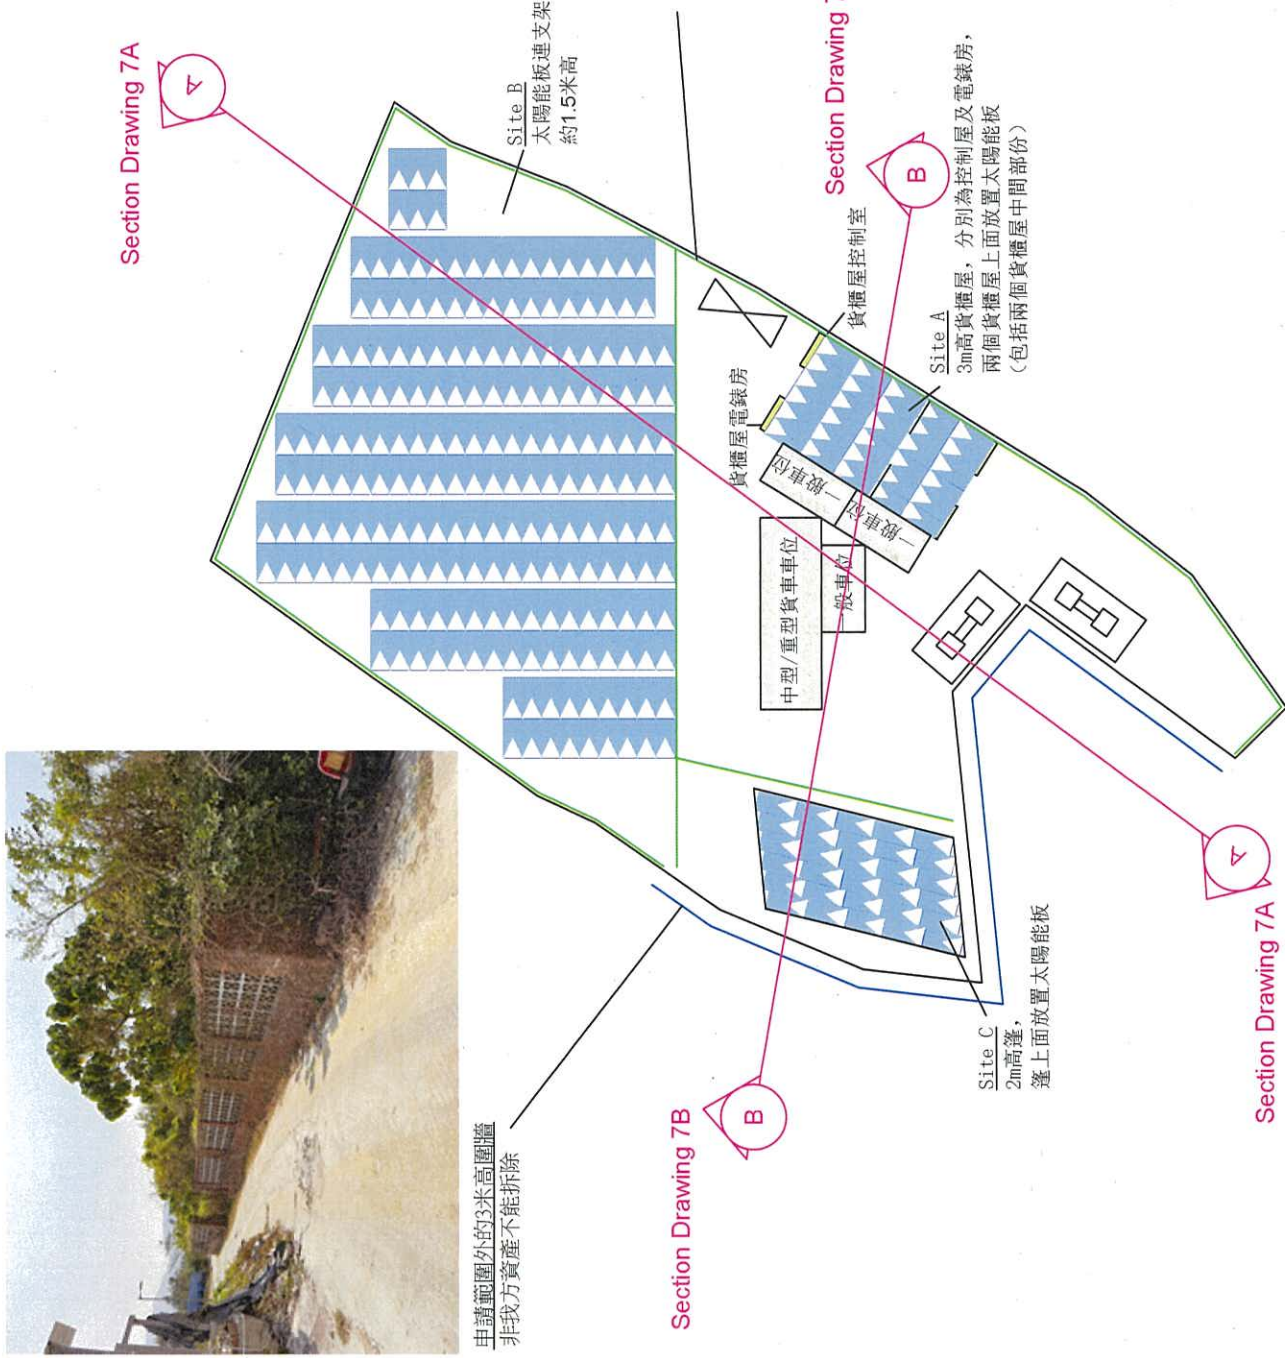 Section Drawing 7A
Site B
太陽能板連支架
約1.5米高
Section Drawing
貨櫃屋控制室
貨櫃屋電錶房
Site A
3m高貨櫃屋，分別為控制屋及電錶房，
兩個貨櫃屋上面放置太陽能板
（包括兩個貨櫃屋中間部份）
A
B
一般車位
一般車位
中型/重型貨車車位
一般車位
申請範圍外的3米高圍牆
非我方資產不能拆除
Section Drawing 7B
B
Site C
2m高篷，
篷上面放置太陽能板
A
Section Drawing 7A